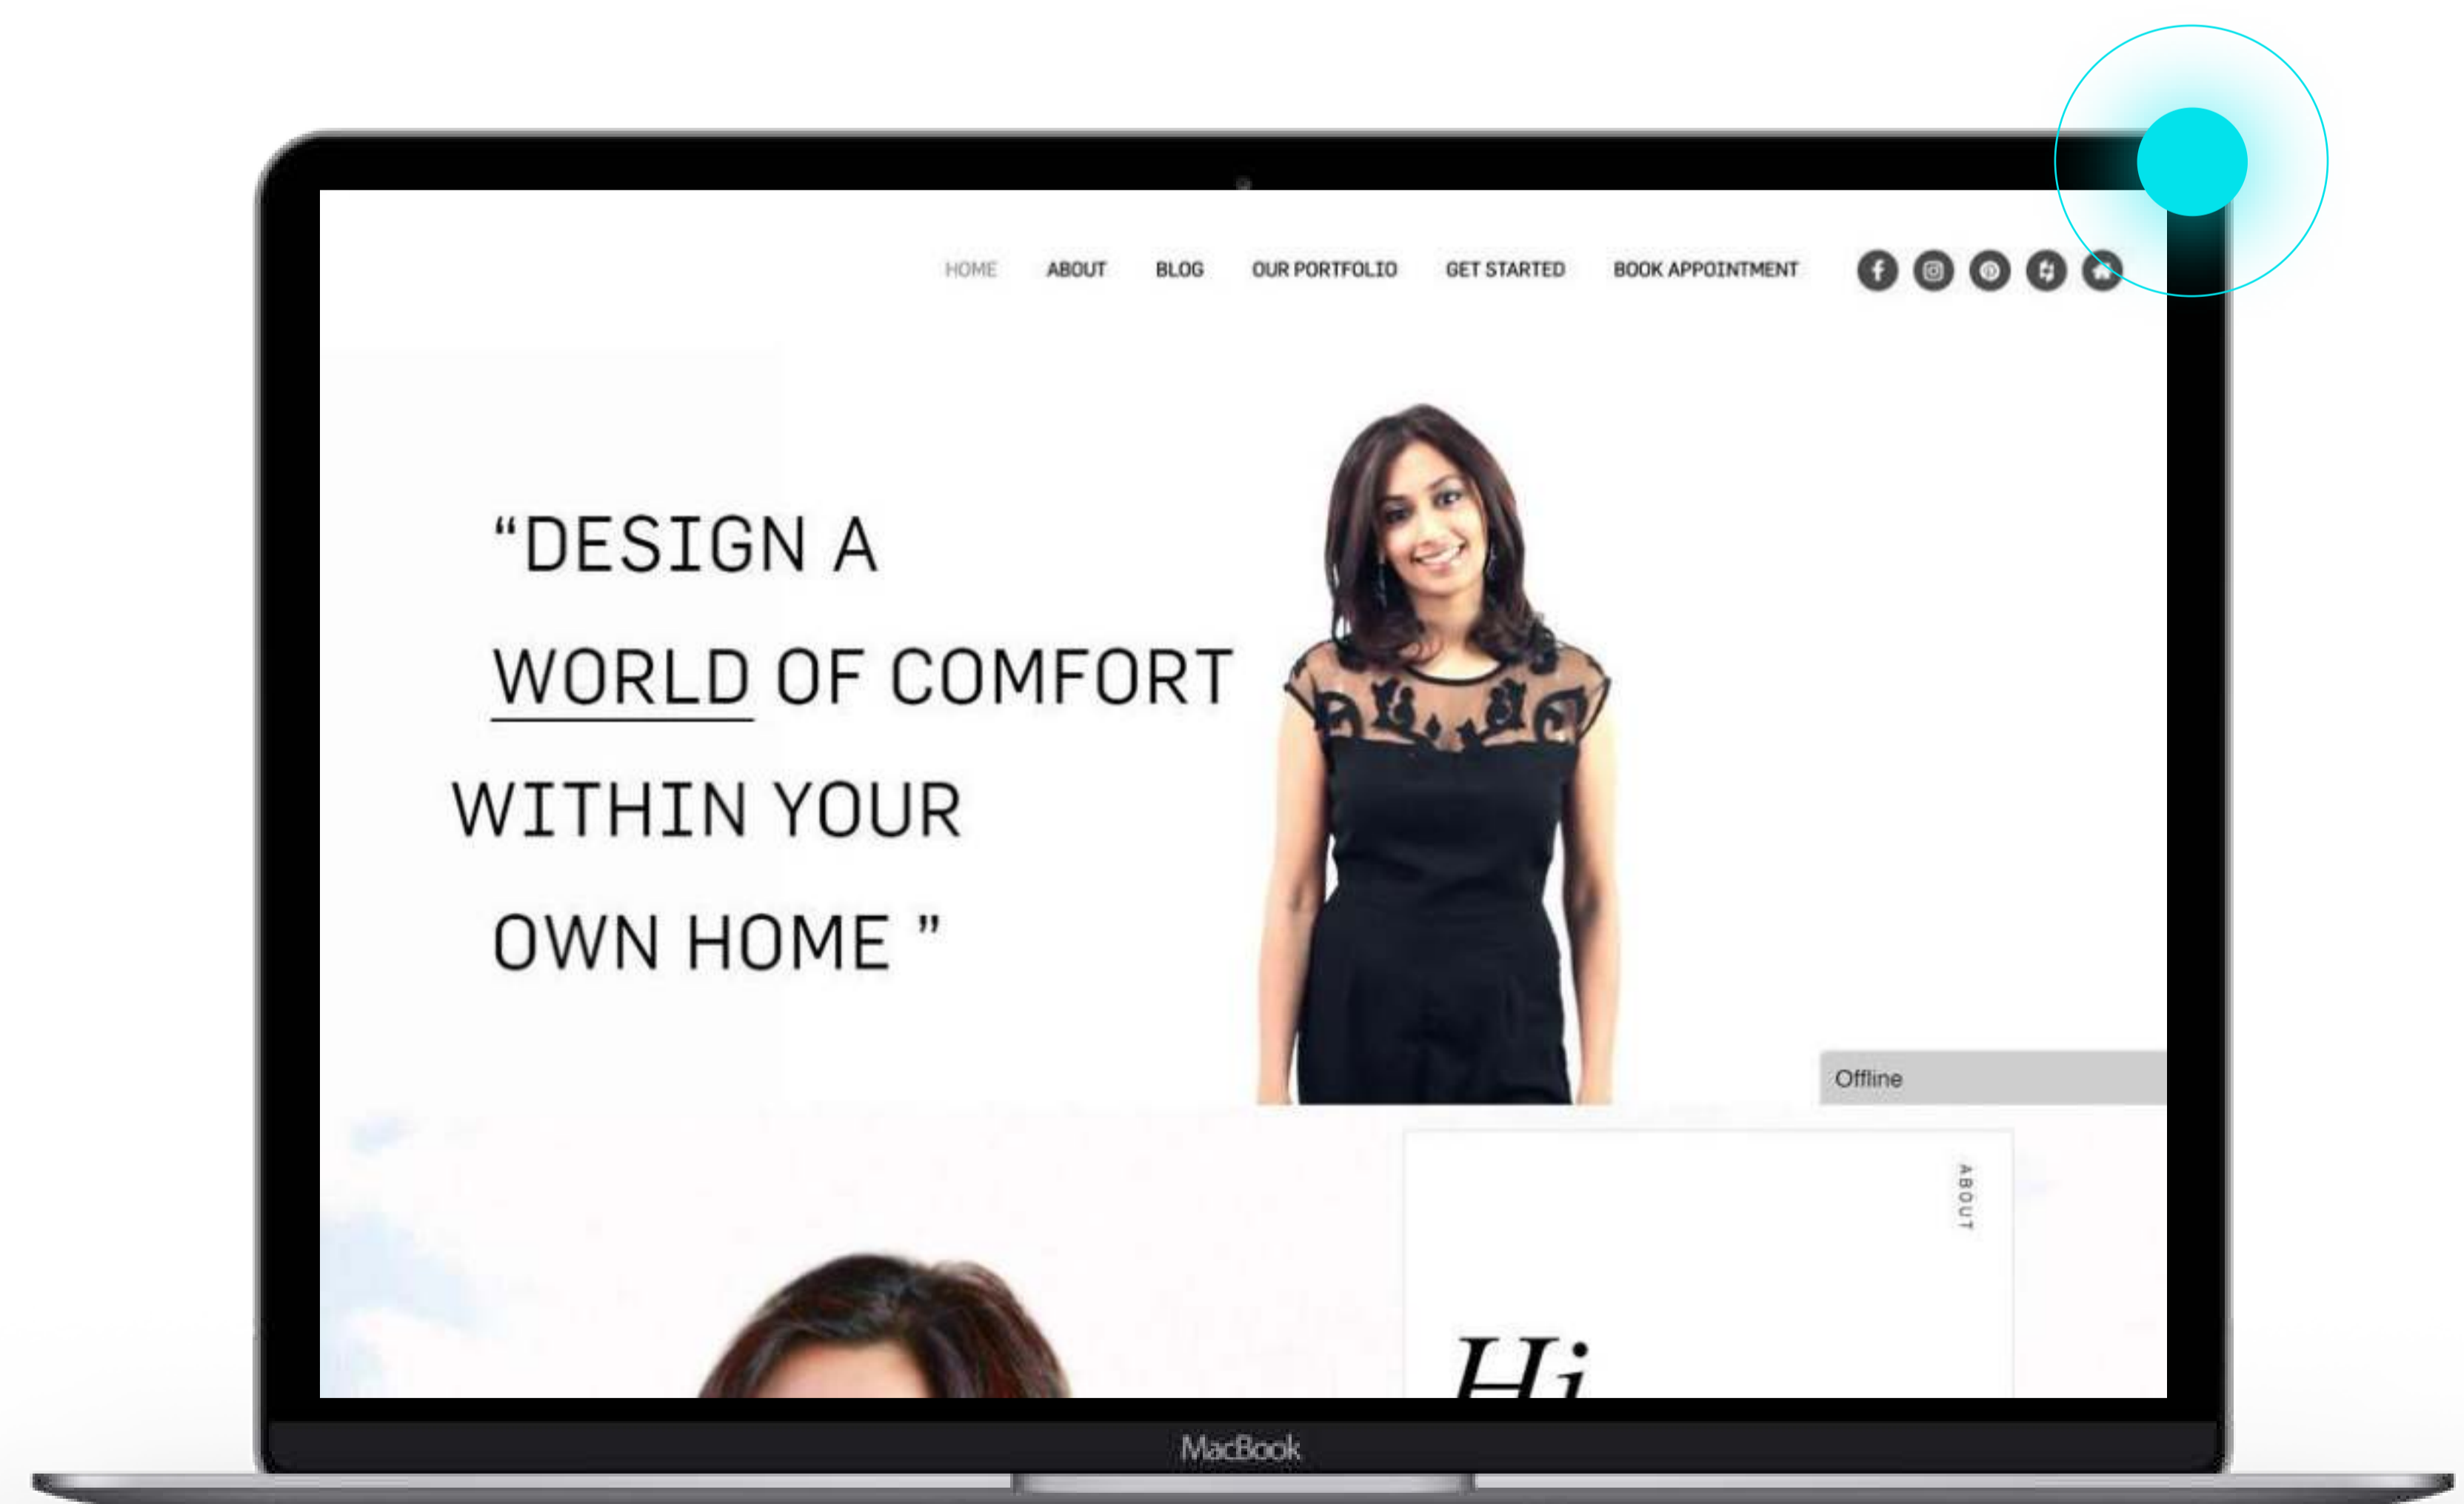 HOME ABOUT BLOG OUR PORTFOLIO GET STARTED BOOK APPOINTMENT
“DESIGN A
WORLD OF COMFORT
WITHIN YOUR
OWN HOME ”
Offline
ABOUT
Hi
MacBook